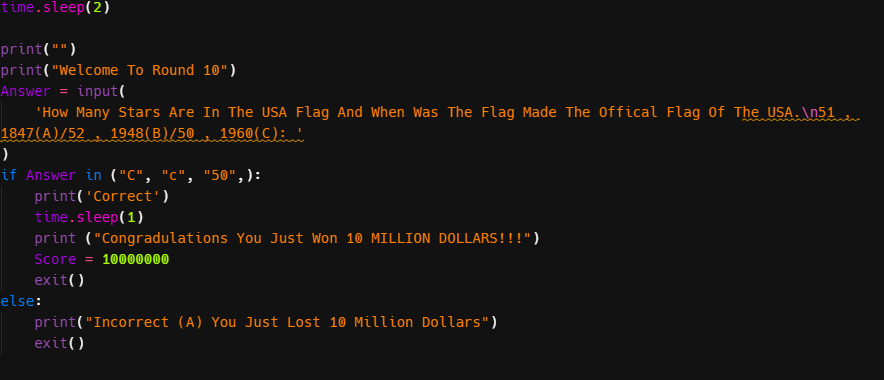 time.sleep(2)
print("")
print("Welcome To Round 10")
Answer = input(
'How Many Stars Are In The USA Flag And When Was The Flag Made The Offical Flag Of The USA.\n51 ,
1847(A)/52 , 1948(B)/50 , 1960(C): '
)
if Answer in ("C", "c", "50",):
print('Correct')
time.sleep(1)
print ("Congradulations You Just Won 10 MILLION DOLLARS!!!")
Score = 10000000
exit()
else:
print("Incorrect (A) You Just Lost 10 Million Dollars")
exit()